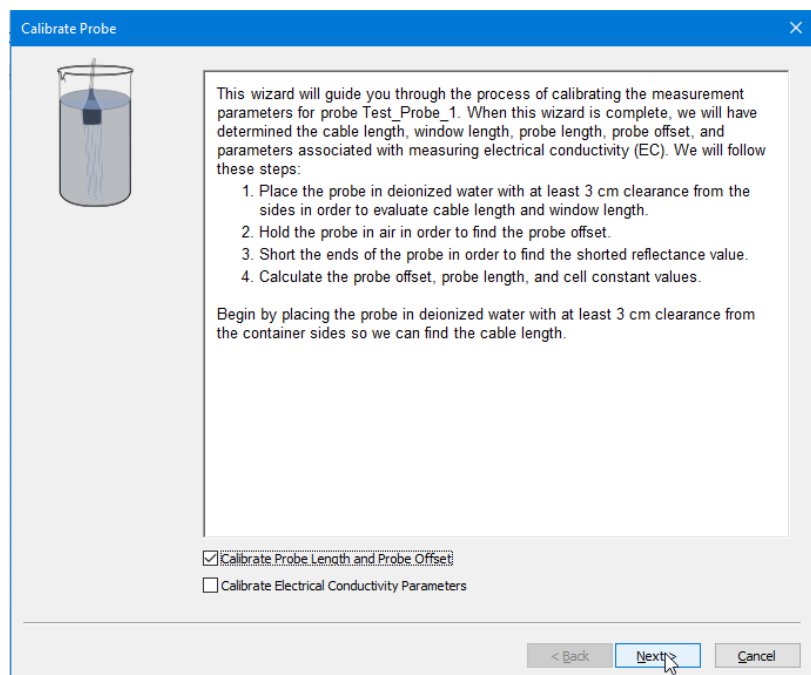 Calibrate Probe
This wizard will guide you through the process of calibrating the measurement
parameters for probe Test_Probe_1. When this wizard is complete, we will have
determined the cable length, window length, probe length, probe offset, and
parameters associated with measuring electrical conductivity (EC). We will follow
these steps:
1. Place the probe in deionized water with at least 3 cm clearance from the
sides in order to evaluate cable length and window length.
2. Hold the probe in air in order to find the probe offset.
3. Short the ends of the probe in order to find the shorted reflectance value.
4. Calculate the probe offset, probe length, and cell constant values.
Begin by placing the probe in deionized water with at least 3 cm clearance from
the container sides so we can find the cable length.
Calibrate Probe Length and Probe Offset
Calibrate Electrical Conductivity Parameters
< Back Next > Cancel